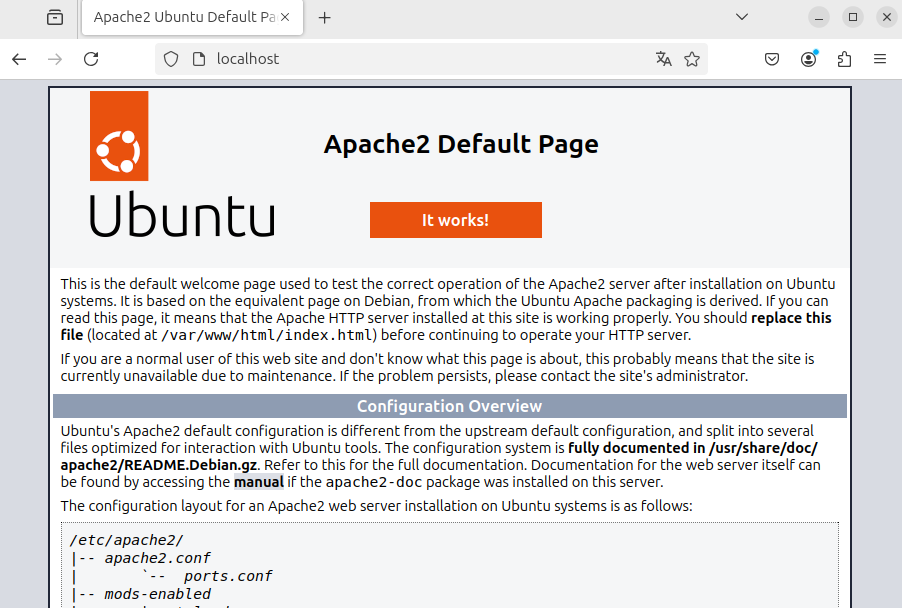 Apache2 Ubuntu Default Pa
localhost
Ubuntu
Apache2 Default Page
It works!
This is the default welcome page used to test the correct operation of the Apache2 server after installation on Ubuntu
systems. It is based on the equivalent page on Debian, from which the Ubuntu Apache packaging is derived. If you can
read this page, it means that the Apache HTTP server installed at this site is working properly. You should replace this
file (located at /var/www/html/index.html) before continuing to operate your HTTP server.
If you are a normal user of this web site and don't know what this page is about, this probably means that the site is
currently unavailable due to maintenance. If the problem persists, please contact the site's administrator.
Configuration Overview
Ubuntu's Apache2 default configuration is different from the upstream default configuration, and split into several
files optimized for interaction with Ubuntu tools. The configuration system is fully documented in /usr/share/doc/
apache2/README.Debian.gz. Refer to this for the full documentation. Documentation for the web server itself can
be found by accessing the manual if the apache2-doc package was installed on this server.
The configuration layout for an Apache2 web server installation on Ubuntu systems is as follows:
/etc/apache2/
|-- apache2.conf
|       `--  ports.conf
|-- mods-enabled